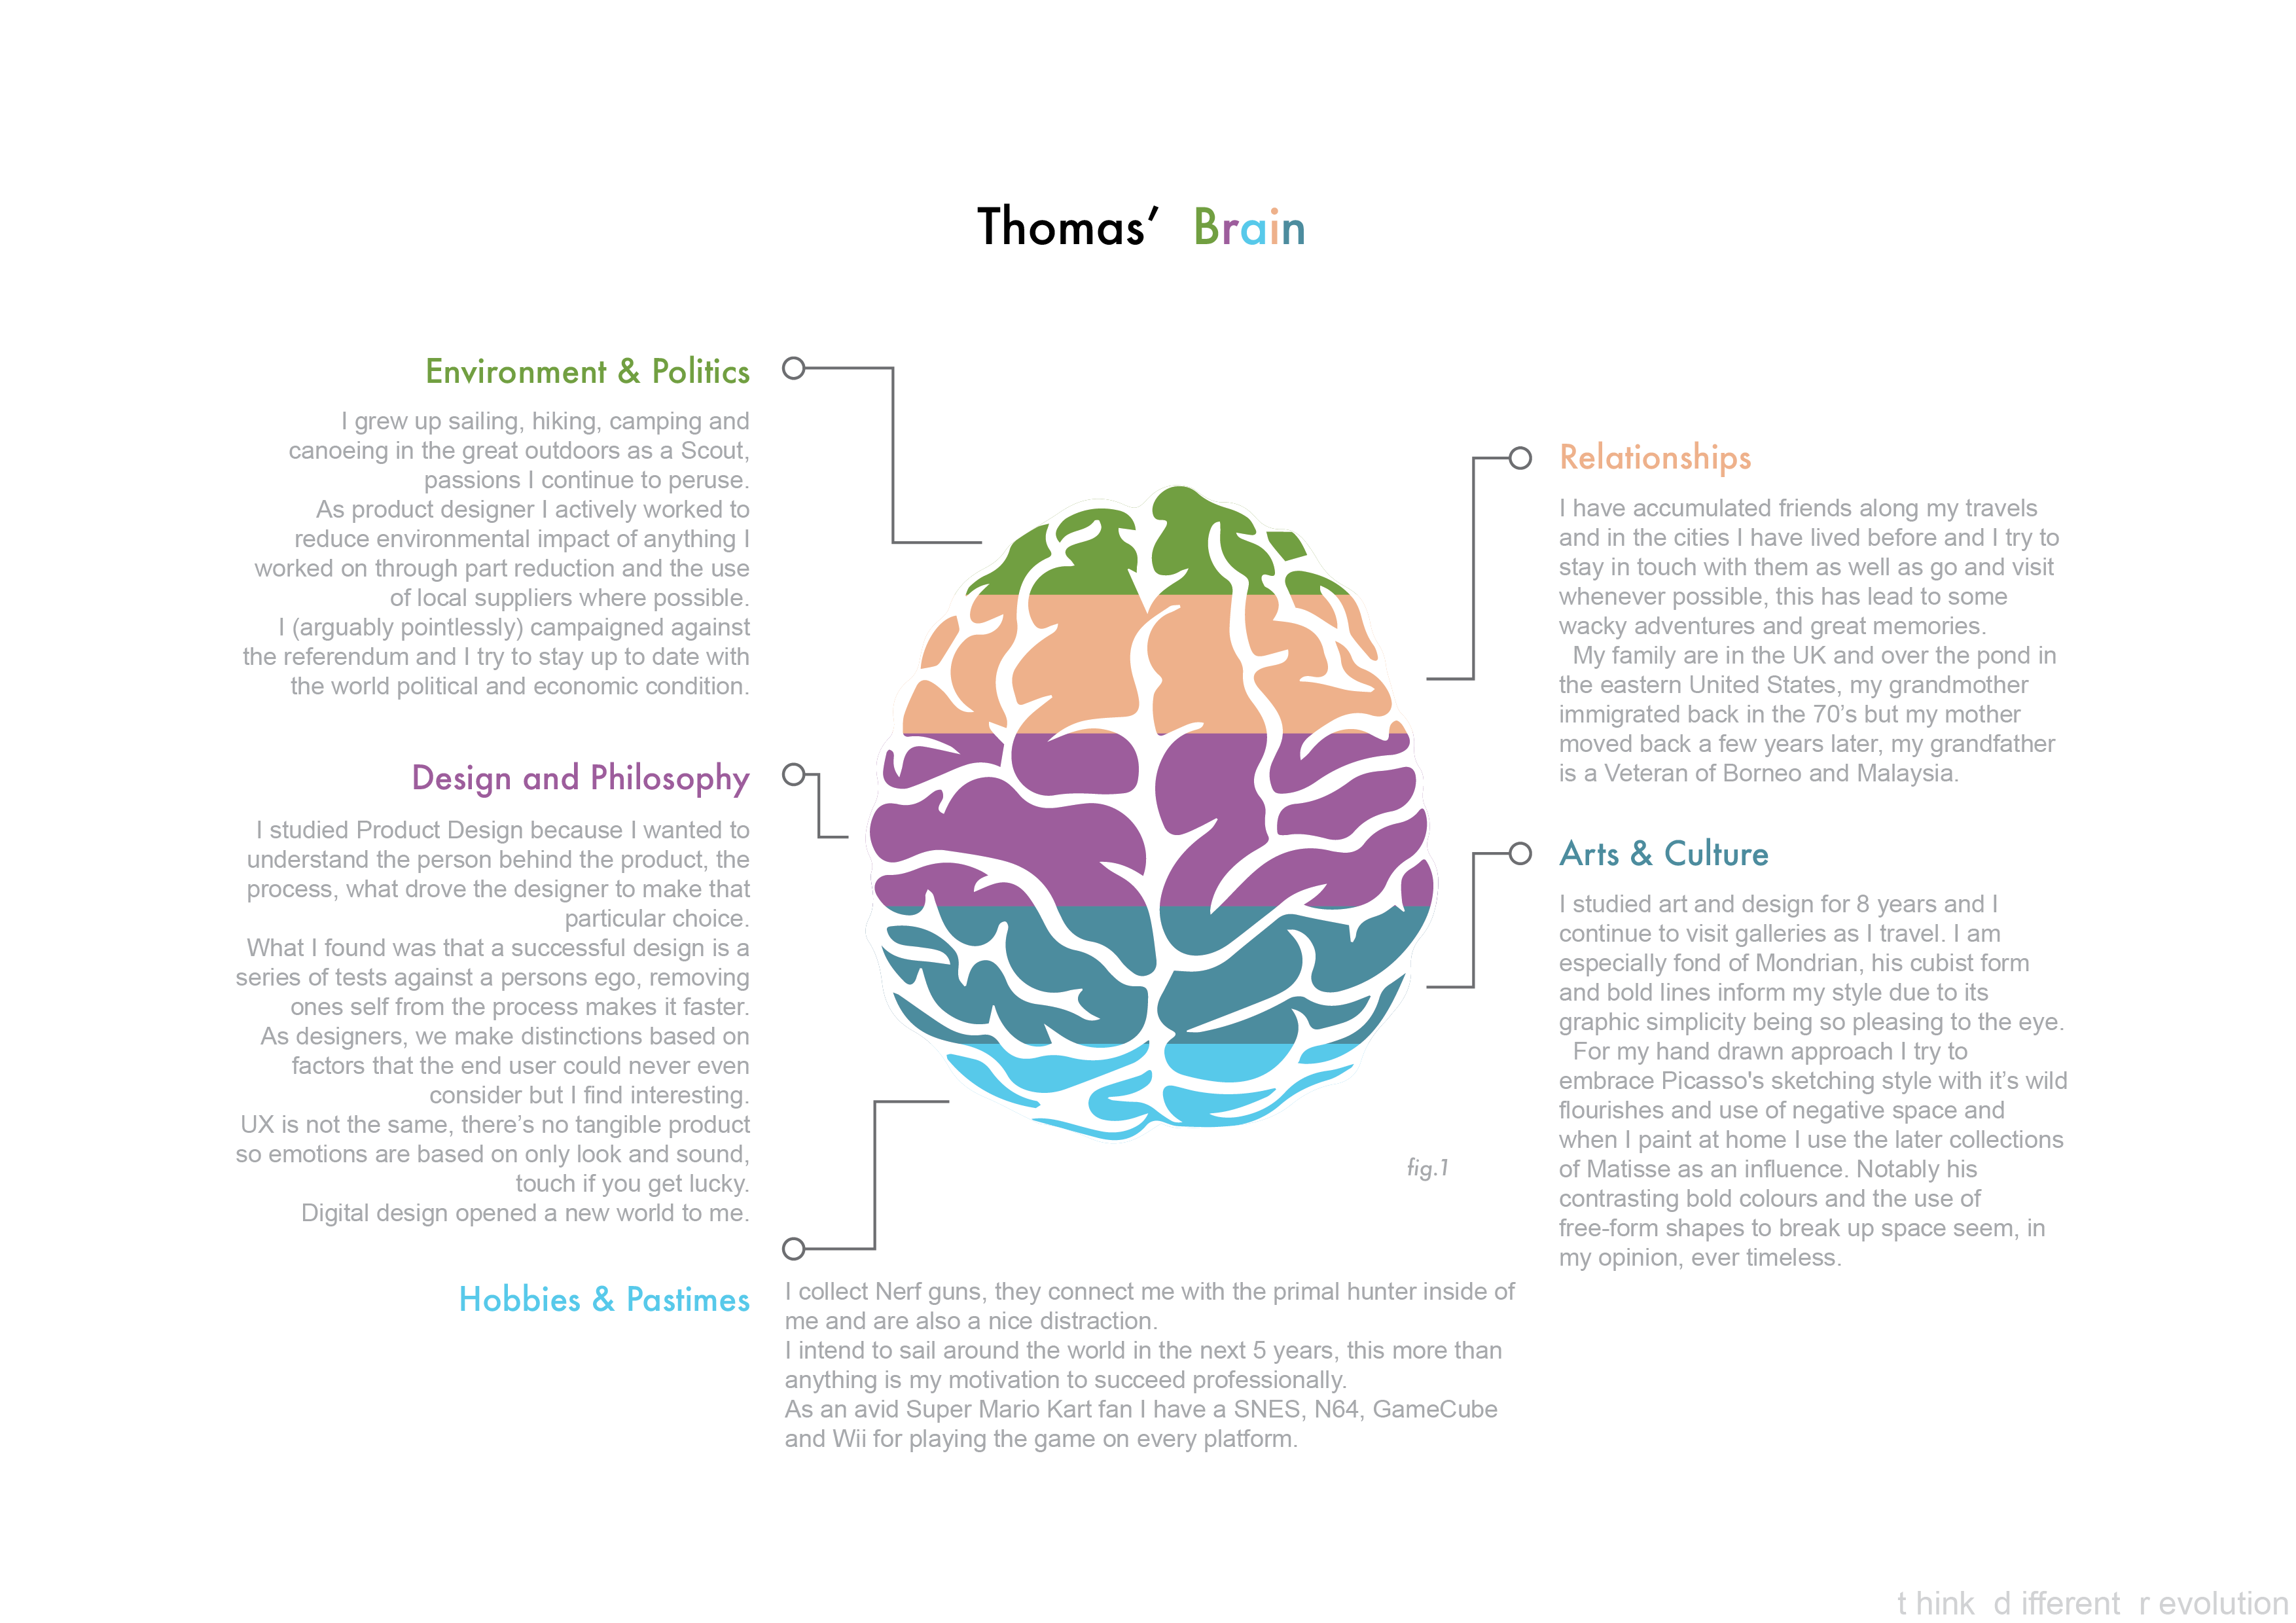 Thomas’ Brain
Environment & Politics
I grew up sailing, hiking, camping and
canoeing in the great outdoors as a Scout,
passions I continue to peruse.
As product designer I actively worked to
reduce environmental impact of anything I
worked on through part reduction and the use
of local suppliers where possible.
I (arguably pointlessly) campaigned against
the referendum and I try to stay up to date with
the world political and economic condition.
Design and Philosophy
I studied Product Design because I wanted to
understand the person behind the product, the
process, what drove the designer to make that
particular choice.
What I found was that a successful design is a
series of tests against a persons ego, removing
ones self from the process makes it faster.
As designers, we make distinctions based on
factors that the end user could never even
consider but I find interesting.
UX is not the same, there’s no tangible product
so emotions are based on only look and sound,
touch if you get lucky.
Digital design opened a new world to me.
Hobbies & Pastimes
I collect Nerf guns, they connect me with the primal hunter inside of
me and are also a nice distraction.
I intend to sail around the world in the next 5 years, this more than
anything is my motivation to succeed professionally.
As an avid Super Mario Kart fan I have a SNES, N64, GameCube
and Wii for playing the game on every platform.
Relationships
I have accumulated friends along my travels
and in the cities I have lived before and I try to
stay in touch with them as well as go and visit
whenever possible, this has lead to some
wacky adventures and great memories.
My family are in the UK and over the pond in
the eastern United States, my grandmother
immigrated back in the 70’s but my mother
moved back a few years later, my grandfather
is a Veteran of Borneo and Malaysia.
Arts & Culture
I studied art and design for 8 years and I
continue to visit galleries as I travel. I am
especially fond of Mondrian, his cubist form
and bold lines inform my style due to its
graphic simplicity being so pleasing to the eye.
For my hand drawn approach I try to
embrace Picasso's sketching style with it’s wild
flourishes and use of negative space and
when I paint at home I use the later collections
of Matisse as an influence. Notably his
contrasting bold colours and the use of
free-form shapes to break up space seem, in
my opinion, ever timeless.
fig.1
t hink d ifferent r evolution